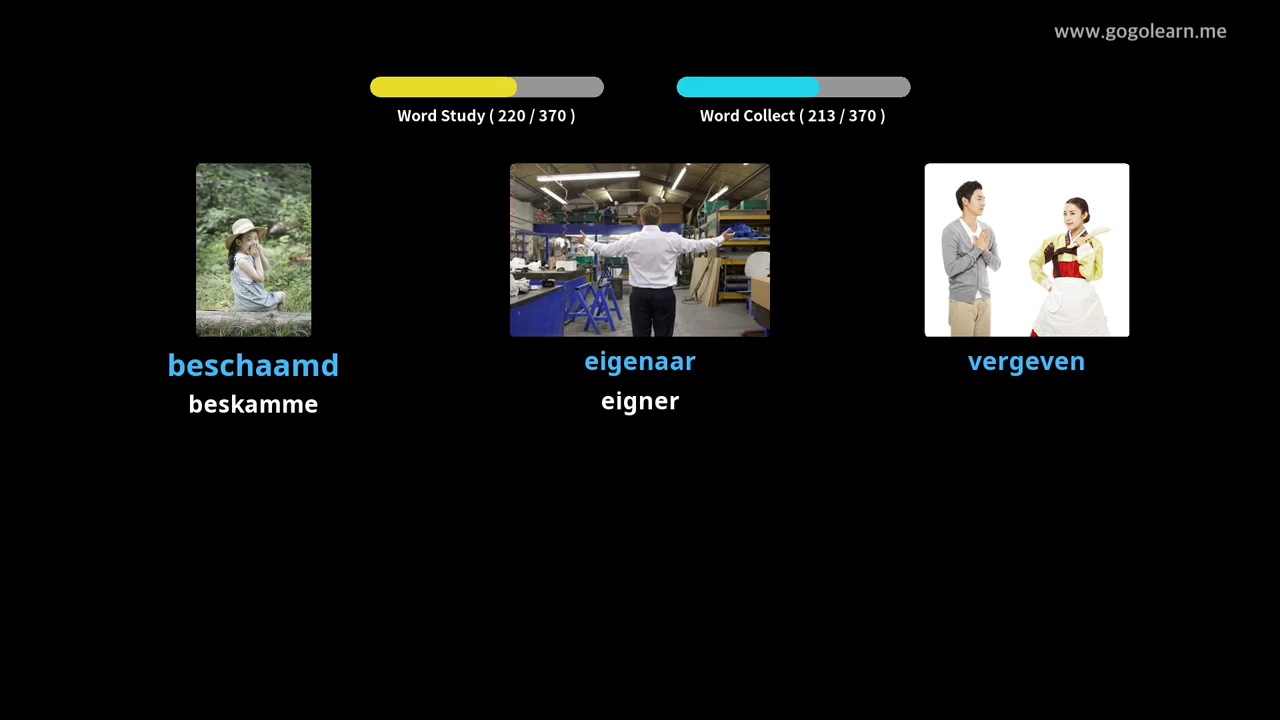 www.gogolearn.me
Word Study ( 220 / 370 )
Word Collect ( 213 / 370 )
beschaamd
eigenaar
vergeven
beskamme
eigner